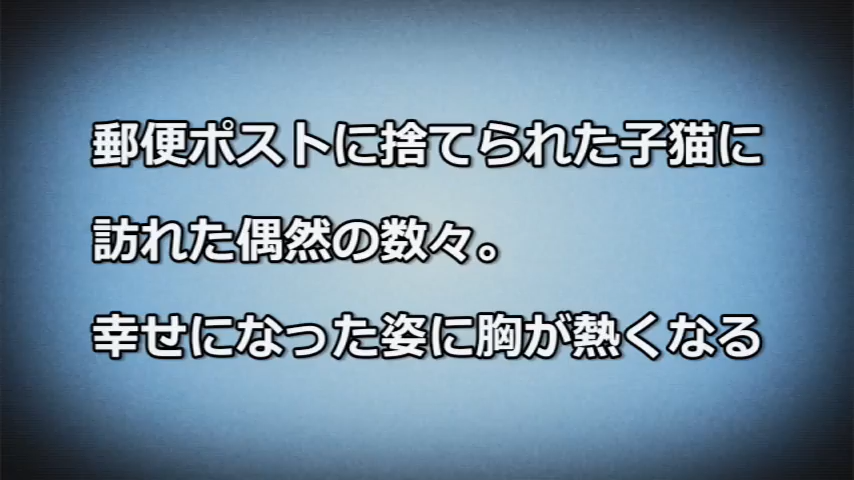 郵便ポストに捨てられた子猫に
訪れた偶然の数々。
幸せになった姿に胸が熱くなる